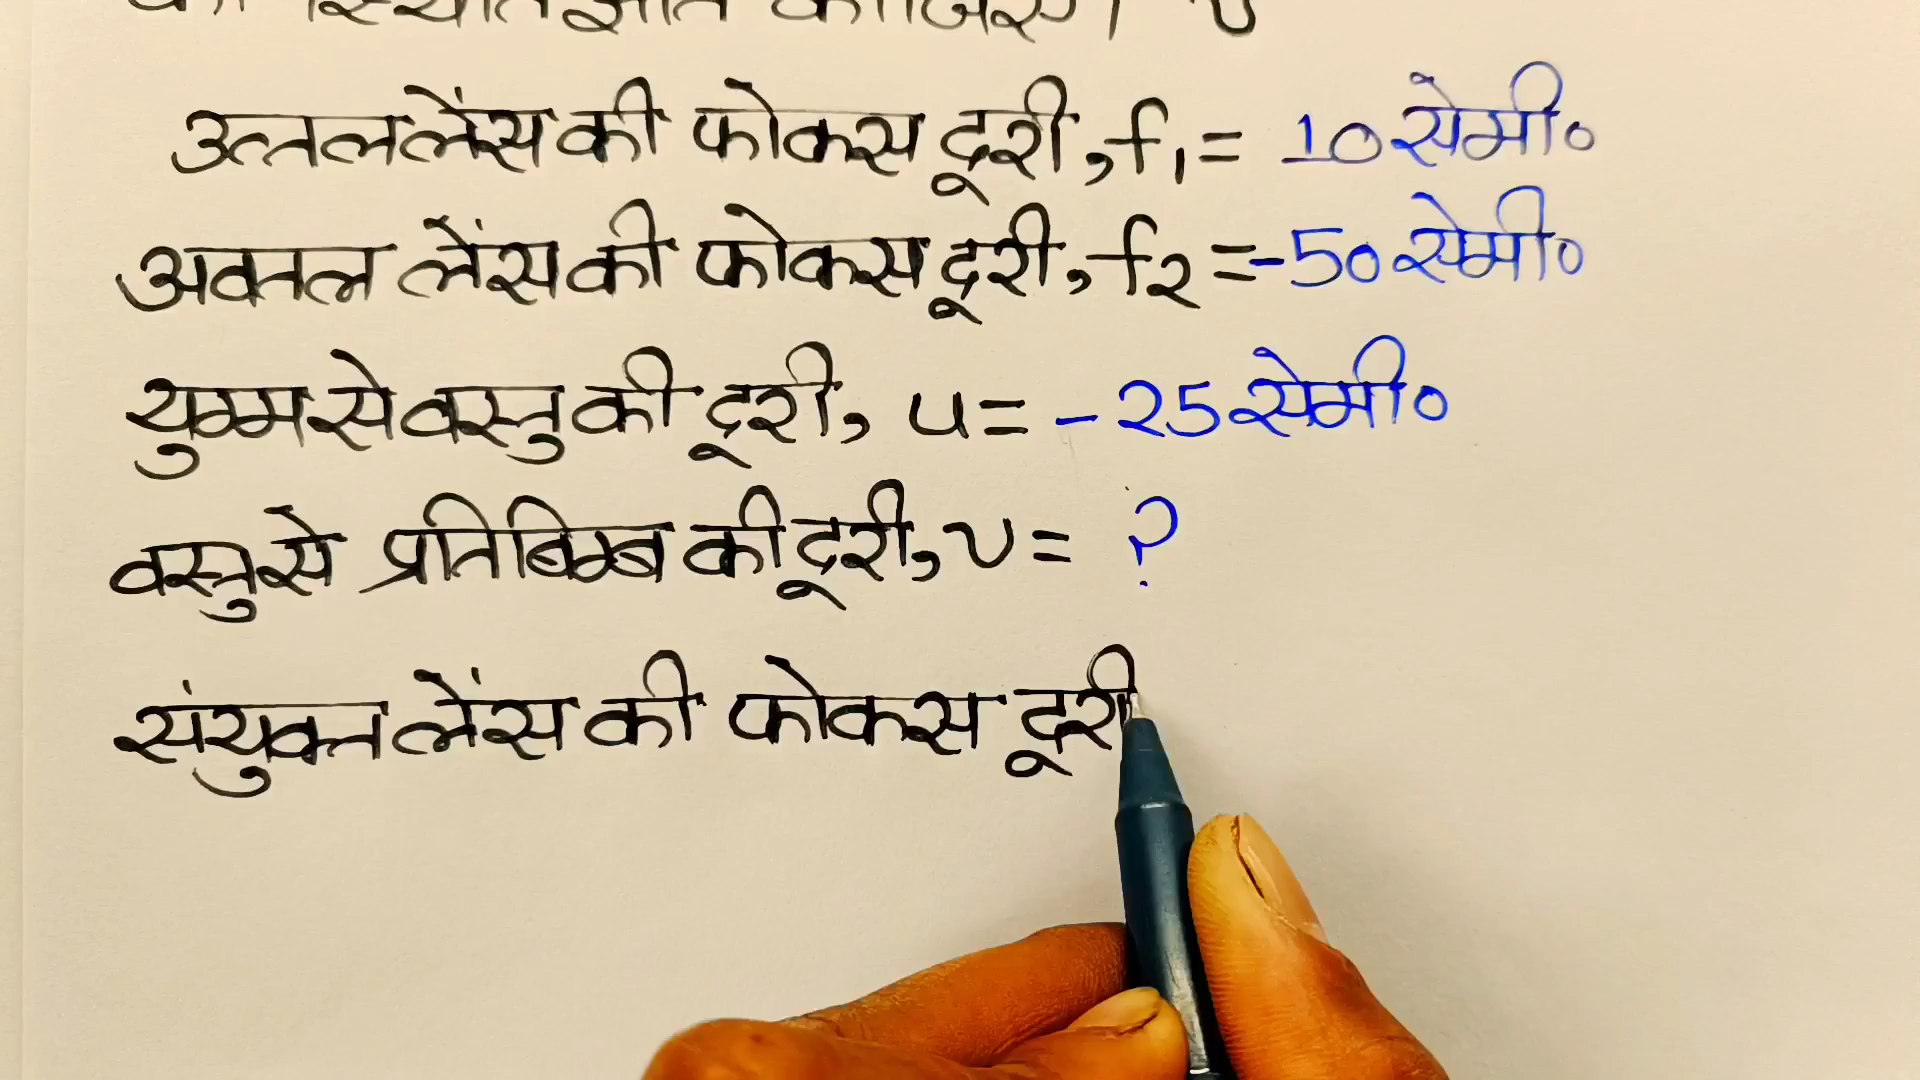 स्थिति ज्ञात कीजिए।
उत्तल लेंस की फोकस दूरी, f₁ = 10 सेमी०
अवतल लेंस की फोकस दूरी, f₂ = -50 सेमी०
युग्म से वस्तु की दूरी, u = - 25 सेमी०
वस्तु से प्रतिबिम्ब की दूरी, v = ?
संयुक्त लेंस की फोकस दूरी